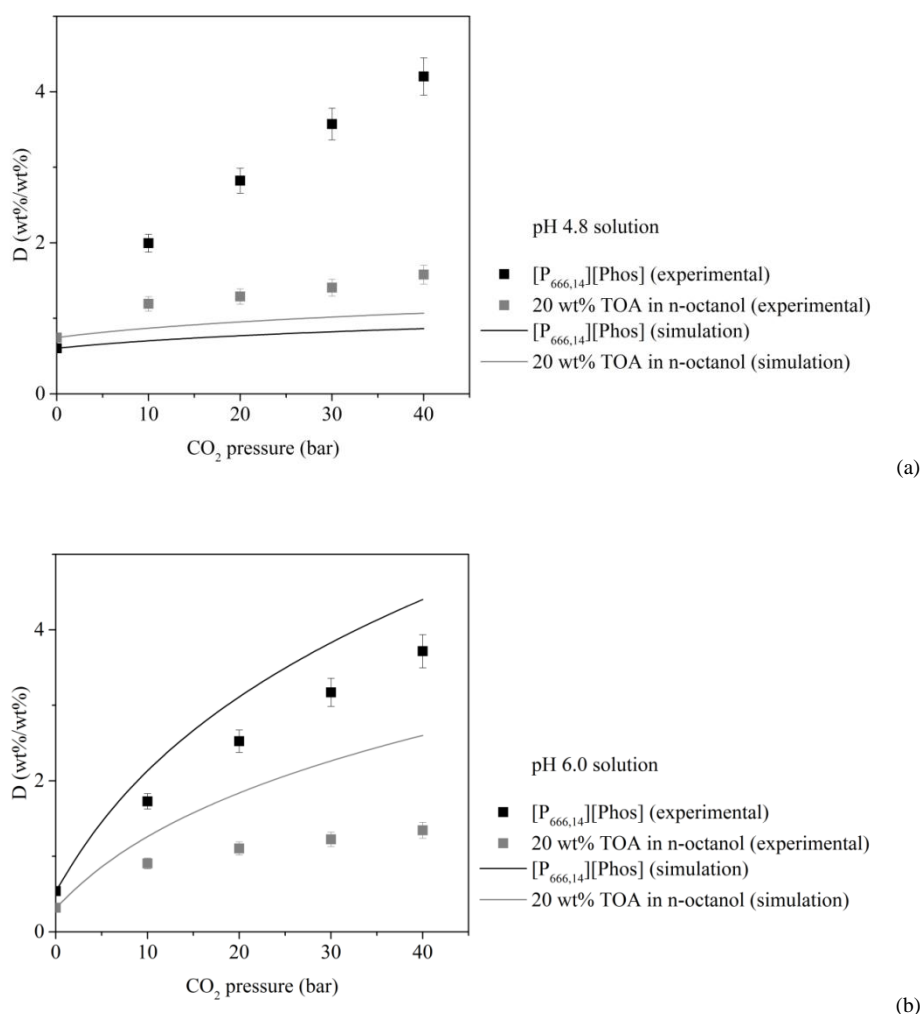 4
2
0
D (wt%/wt%)
0 10 20 30 40
CO₂ pressure (bar)
pH 4.8 solution
[P₆₆₆,₁₄][Phos] (experimental)
20 wt% TOA in n-octanol (experimental)
[P₆₆₆,₁₄][Phos] (simulation)
20 wt% TOA in n-octanol (simulation)
(a)
4
2
0
D (wt%/wt%)
0 10 20 30 40
CO₂ pressure (bar)
pH 6.0 solution
[P₆₆₆,₁₄][Phos] (experimental)
20 wt% TOA in n-octanol (experimental)
[P₆₆₆,₁₄][Phos] (simulation)
20 wt% TOA in n-octanol (simulation)
(b)